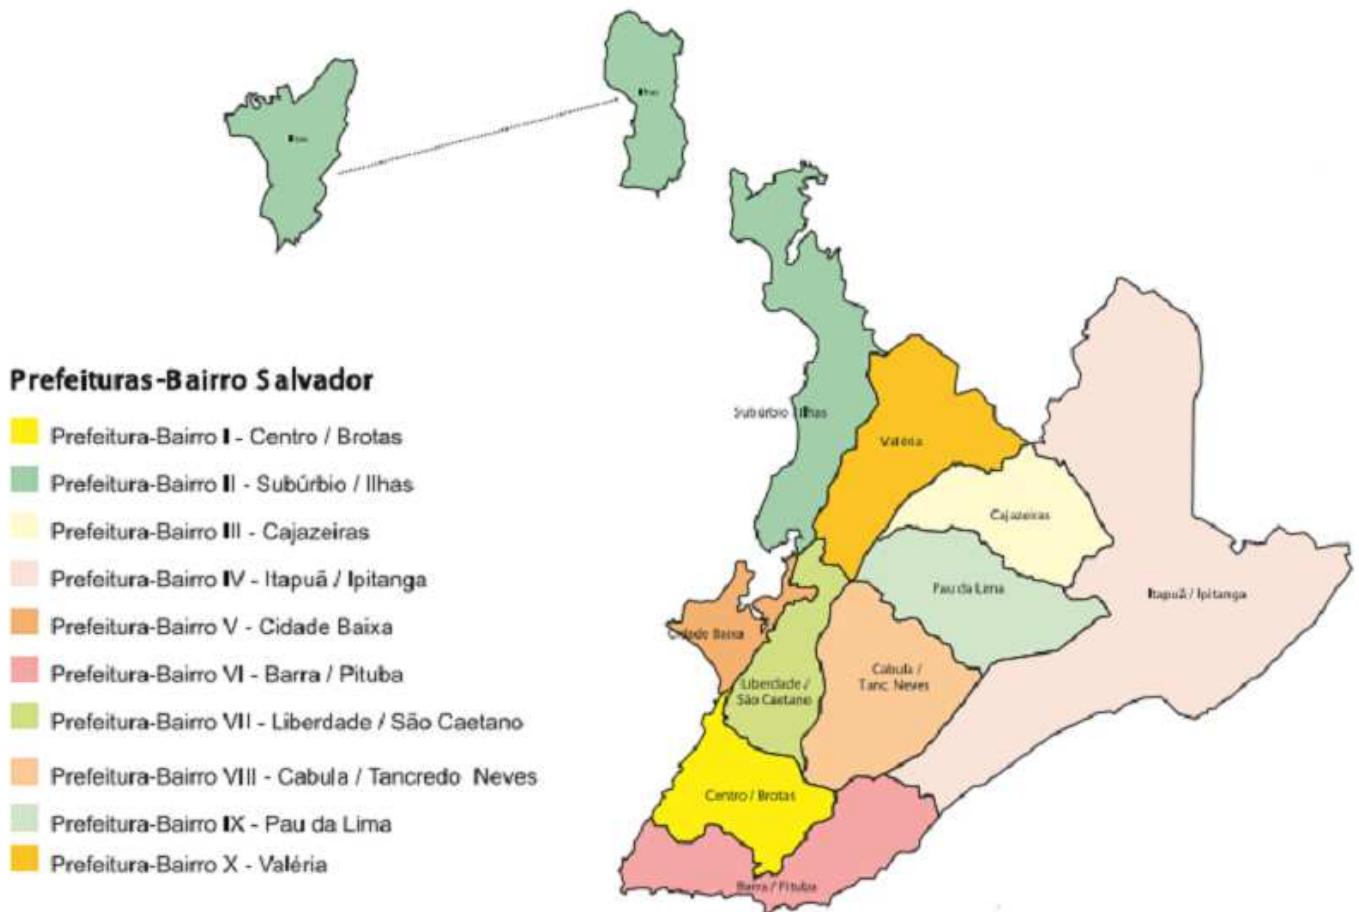 Ilhas
Ilhas
Prefeituras-Bairro Salvador
Prefeitura-Bairro I - Centro / Brotas
Prefeitura-Bairro II - Subúrbio / Ilhas
Prefeitura-Bairro III - Cajazeiras
Prefeitura-Bairro IV - Itapuã / Ipitanga
Prefeitura-Bairro V - Cidade Baixa
Prefeitura-Bairro VI - Barra / Pituba
Prefeitura-Bairro VII - Liberdade / São Caetano
Prefeitura-Bairro VIII - Cabula / Tancredo Neves
Prefeitura-Bairro IX - Pau da Lima
Prefeitura-Bairro X - Valéria
Subúrbio / Ilhas
Valéria
Cajazeiras
Pau da Lima
Itapuã / Ipitanga
Cidade Baixa
Liberdade /
São Caetano
Cabula /
Tanc. Neves
Centro / Brotas
Barra / Pituba